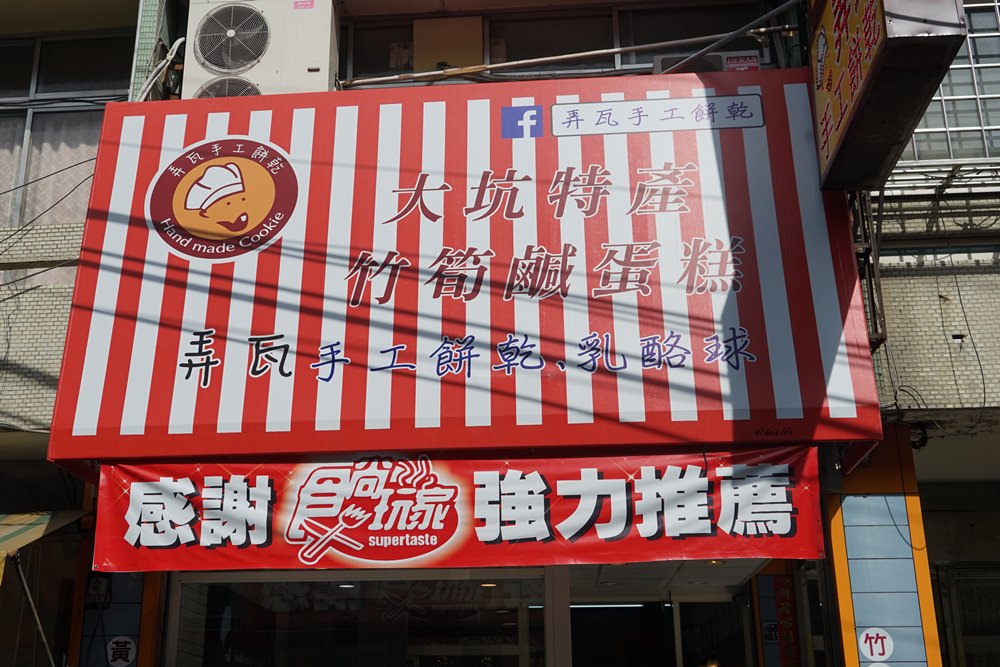 弄瓦手工餅乾
大坑特產
竹筍鹹蛋糕
弄瓦手工餅乾、乳酪球
弄瓦手工餅乾
Hand made Cookie
感謝 食尚玩家 supertaste 強力推薦
黃
竹